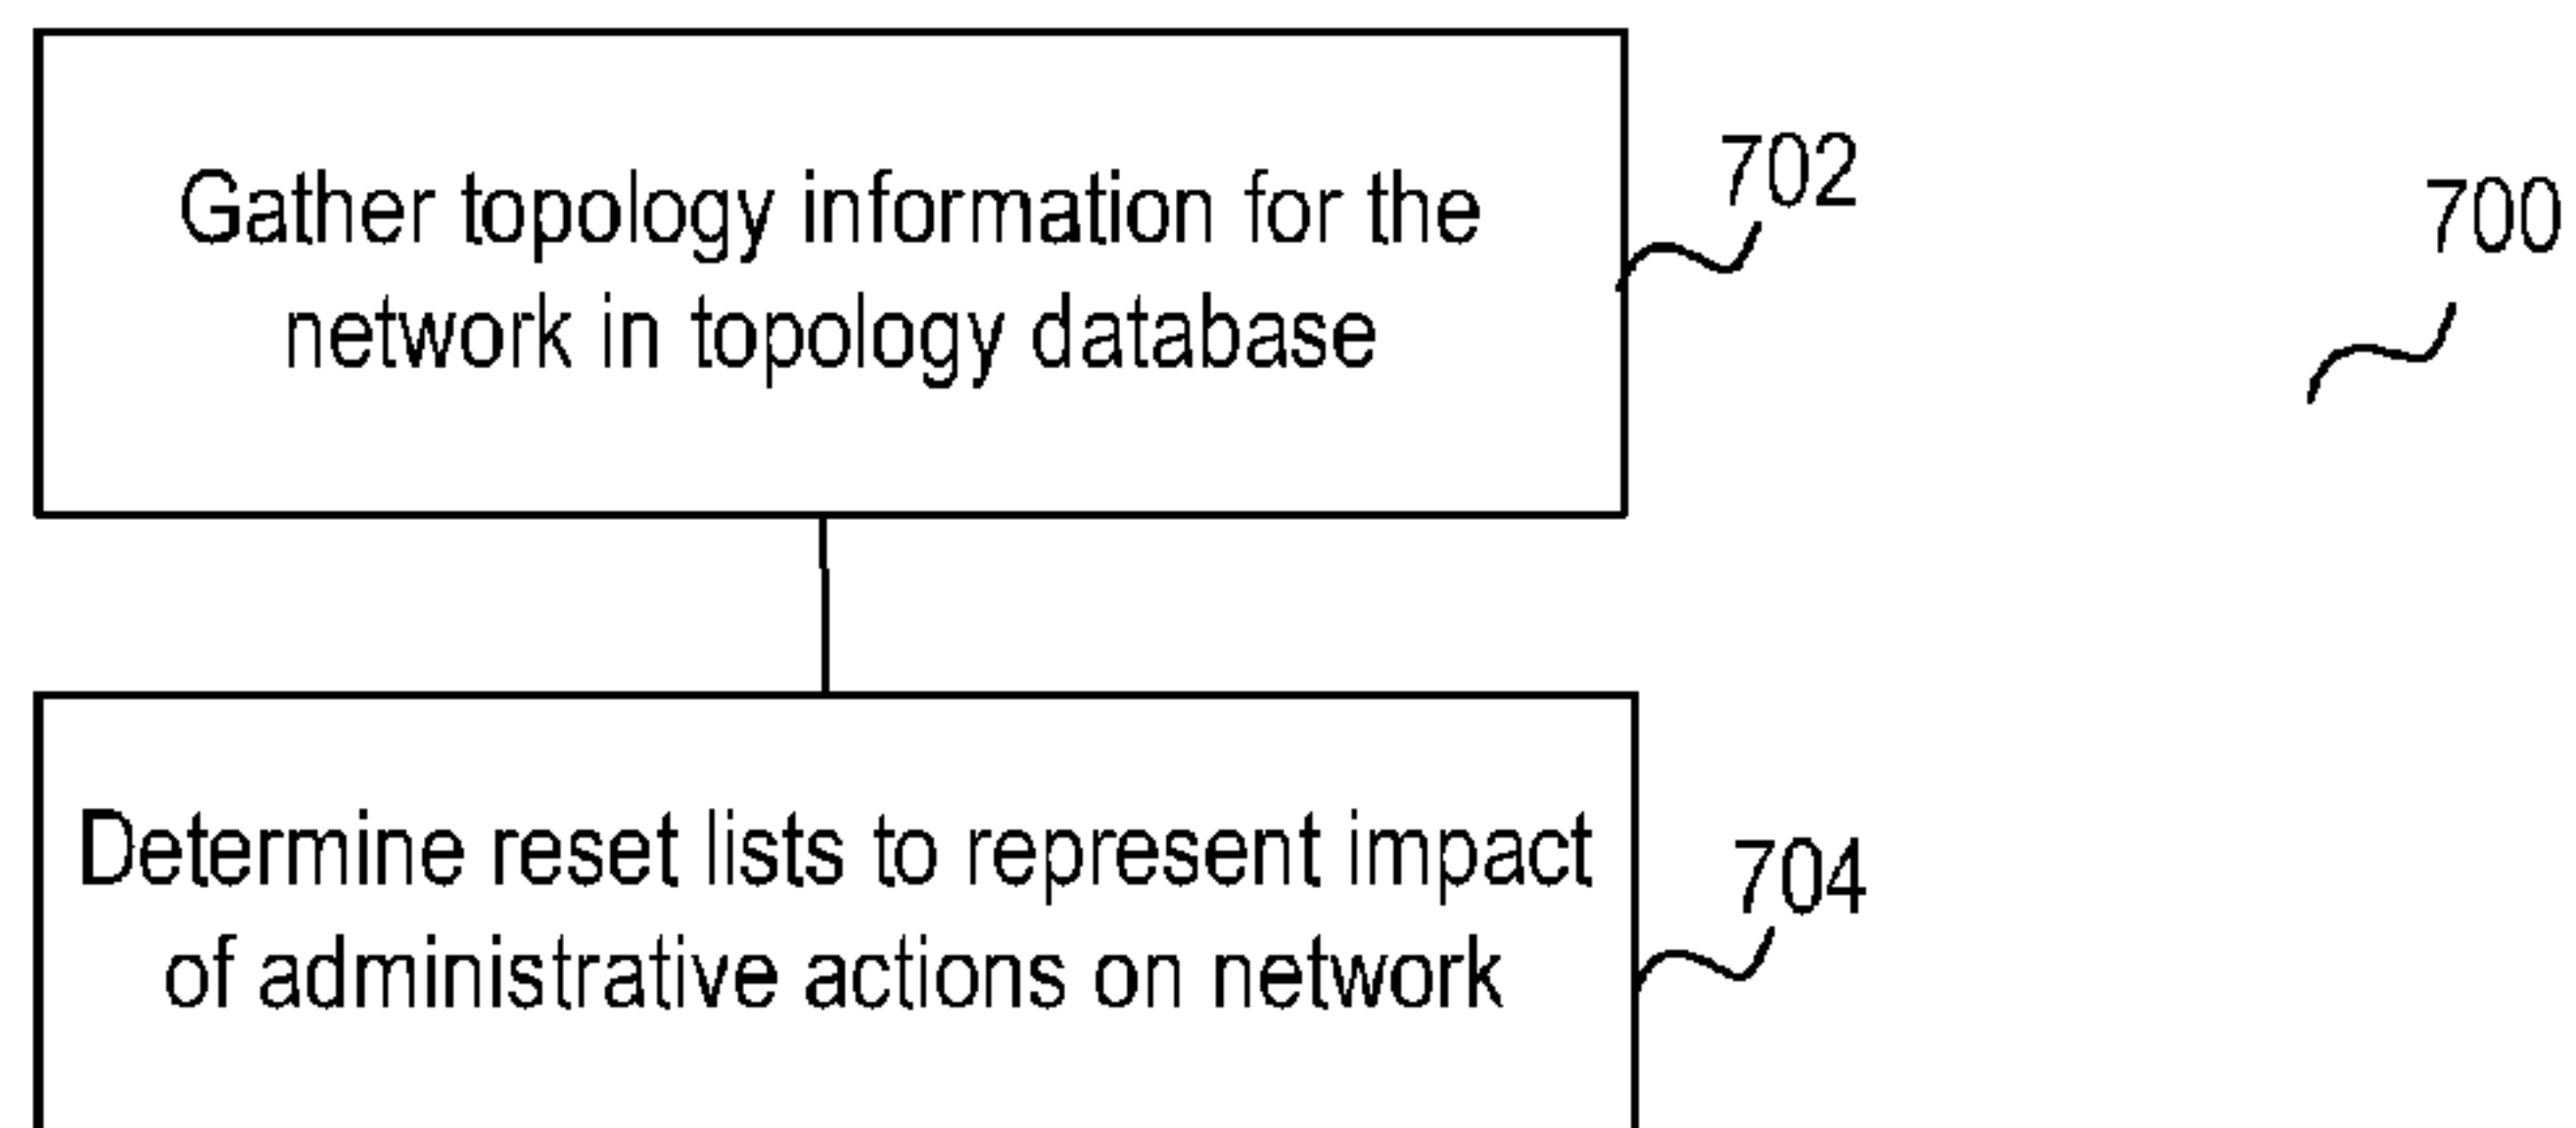 Gather topology information for the
network in topology database
702
700
Determine reset lists to represent impact
of administrative actions on network
704